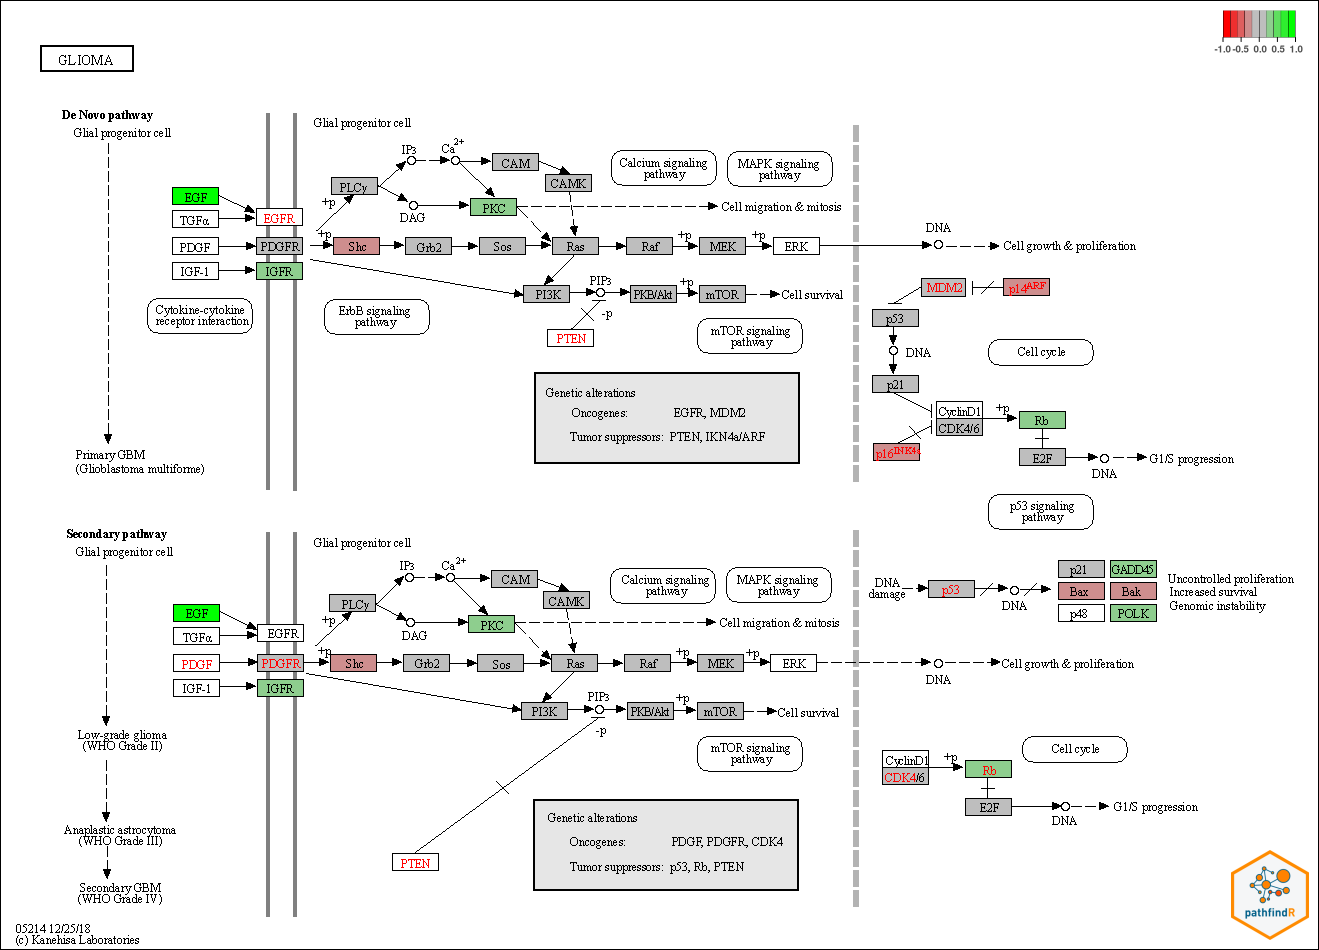 -1.0 -0.5 0.0 0.5 1.0
GLIOMA
De Novo pathway
Glial progenitor cell
Glial progenitor cell
IP3
Ca2+
CAM
CAMK
PLCγ
DAG
PKC
+p
Calcium signaling
pathway
MAPK signaling
pathway
Cell migration & mitosis
EGF
TGFα
PDGF
IGF-1
EGFR
PDGFR
IGFR
+p
Shc
Grb2
Sos
Ras
Raf
+p
MEK
+p
ERK
DNA
Cell growth & proliferation
PI3K
PIP3
PKB/Akt
+p
mTOR
Cell survival
-p
PTEN
Cytokine-cytokine
receptor interaction
ErbB signaling
pathway
mTOR signaling
pathway
MDM2
p14ARF
p53
DNA
p21
Cell cycle
CyclinD1
CDK4/6
+p
Rb
p16INK4a
E2F
DNA
G1/S progression
Genetic alterations
Oncogenes: EGFR, MDM2
Tumor suppressors: PTEN, IKN4a/ARF
Primary GBM
(Glioblastoma multiforme)
p53 signaling
pathway
Secondary pathway
Glial progenitor cell
Glial progenitor cell
IP3
Ca2+
CAM
CAMK
PLCγ
DAG
PKC
+p
Calcium signaling
pathway
MAPK signaling
pathway
Cell migration & mitosis
EGF
TGFα
PDGF
IGF-1
EGFR
PDGFR
IGFR
+p
Shc
Grb2
Sos
Ras
Raf
+p
MEK
+p
ERK
DNA
Cell growth & proliferation
DNA
damage
p53
DNA
p21
GADD45
Bax
Bak
p48
POLK
Uncontrolled proliferation
Increased survival
Genomic instability
PI3K
PIP3
PKB/Akt
+p
mTOR
Cell survival
-p
mTOR signaling
pathway
PTEN
CyclinD1
CDK4/6
+p
Rb
Cell cycle
E2F
DNA
G1/S progression
Low-grade glioma
(WHO Grade II)
Anaplastic astrocytoma
(WHO Grade III)
Secondary GBM
(WHO Grade IV)
Genetic alterations
Oncogenes: PDGF, PDGFR, CDK4
Tumor suppressors: p53, Rb, PTEN
pathfindR
05214 12/25/18
(c) Kanehisa Laboratories